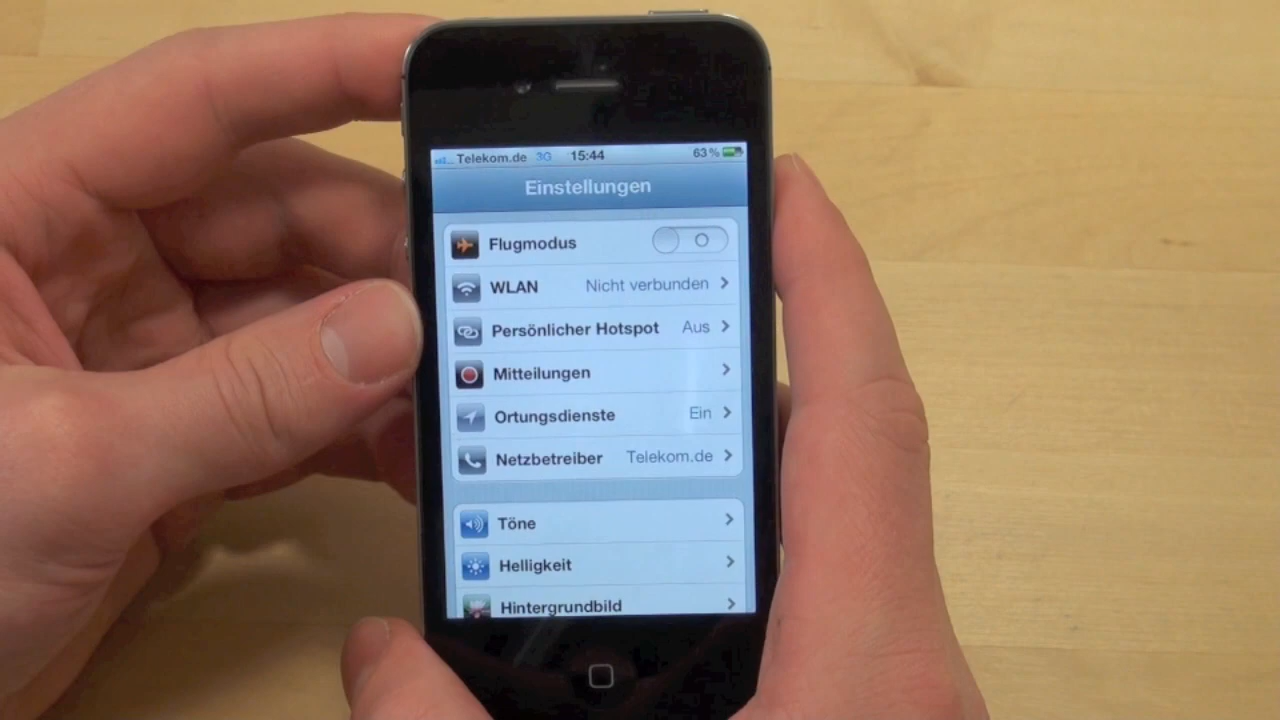 Telekom.de 3G 15:44 63%
Einstellungen
Flugmodus
WLAN Nicht verbunden
Persönlicher Hotspot Aus
Mitteilungen
Ortungsdienste Ein
Netzbetreiber Telekom.de
Töne
Helligkeit
Hintergrundbild